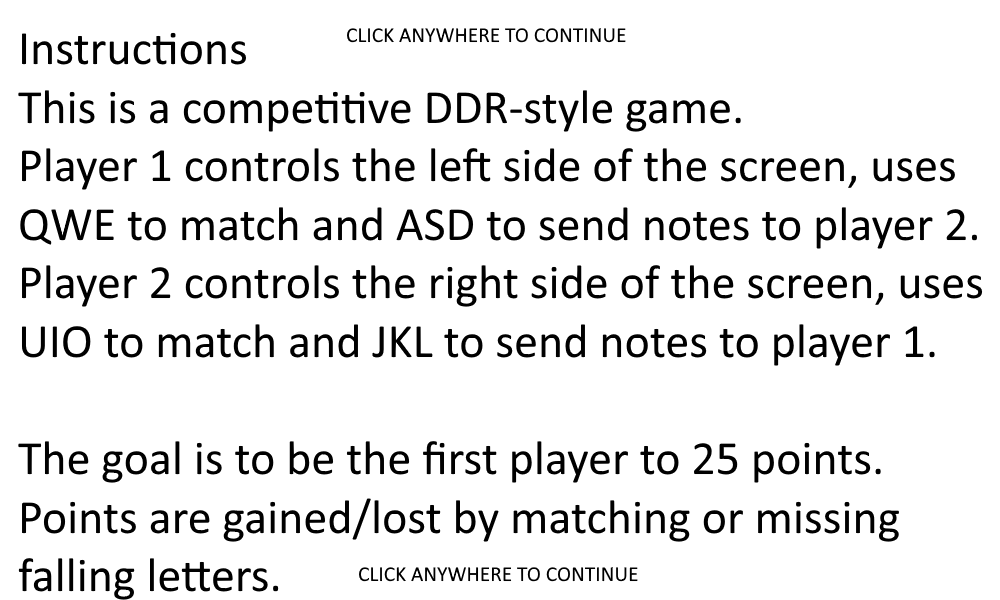 CLICK ANYWHERE TO CONTINUE
Instructions
This is a competitive DDR-style game.
Player 1 controls the left side of the screen, uses
QWE to match and ASD to send notes to player 2.
Player 2 controls the right side of the screen, uses
UIO to match and JKL to send notes to player 1.
The goal is to be the first player to 25 points.
Points are gained/lost by matching or missing
falling letters.
CLICK ANYWHERE TO CONTINUE